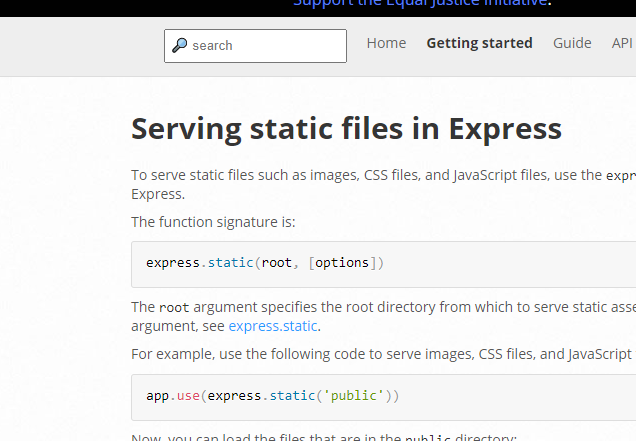 Support the Equal Justice Initiative.
search
Home Getting started Guide API
Serving static files in Express
To serve static files such as images, CSS files, and JavaScript files, use the expr
Express.
The function signature is:
express.static(root, [options])
The root argument specifies the root directory from which to serve static asse
argument, see express.static.
For example, use the following code to serve images, CSS files, and JavaScript
app.use(express.static('public'))
Now, you can load the files that are in the public directory: